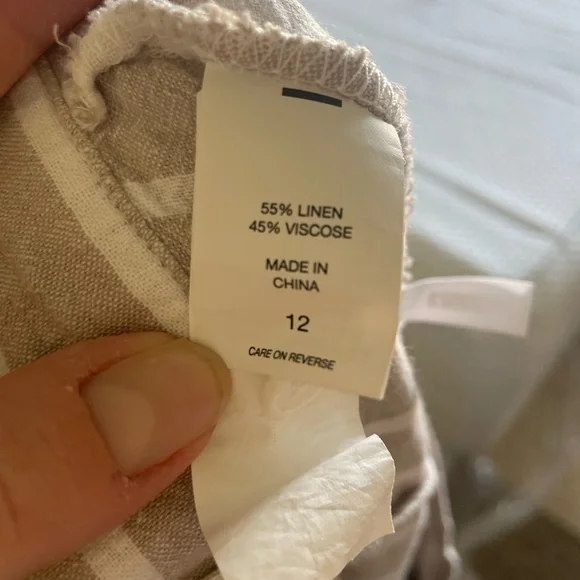 55% LINEN
45% VISCOSE
MADE IN
CHINA
12
CARE ON REVERSE